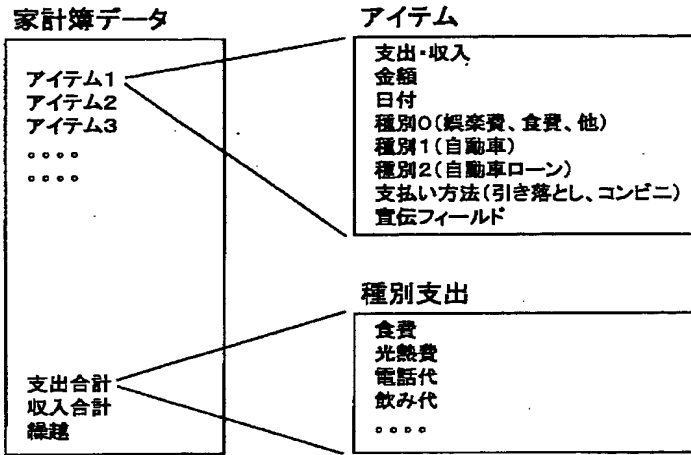 家計簿データ
アイテム1
アイテム2
アイテム3
。。。。
。。。。
支出合計
収入合計
繰越
アイテム
支出・収入
金額
日付
種別0(娯楽費、食費、他)
種別1(自動車)
種別2(自動車ローン)
支払い方法(引き落とし、コンビニ)
宣伝フィールド
種別支出
食費
光熱費
電話代
飲み代
。。。。